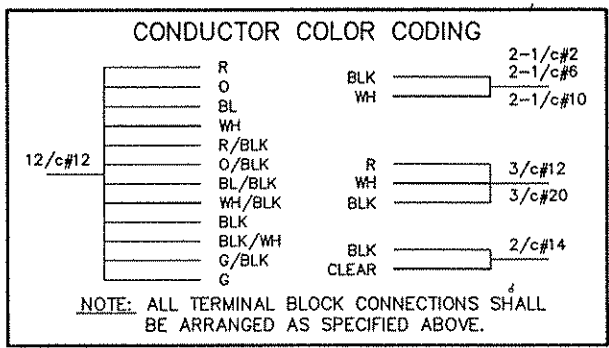 CONDUCTOR COLOR CODING
12/c#12
R
O
BL
WH
R/BLK
O/BLK
BL/BLK
WH/BLK
BLK
BLK/WH
G/BLK
G
BLK
WH
2-1/c#2
2-1/c#6
2-1/c#10
R
WH
BLK
3/c#12
3/c#20
BLK
CLEAR
2/c#14
NOTE: ALL TERMINAL BLOCK CONNECTIONS SHALL
BE ARRANGED AS SPECIFIED ABOVE.